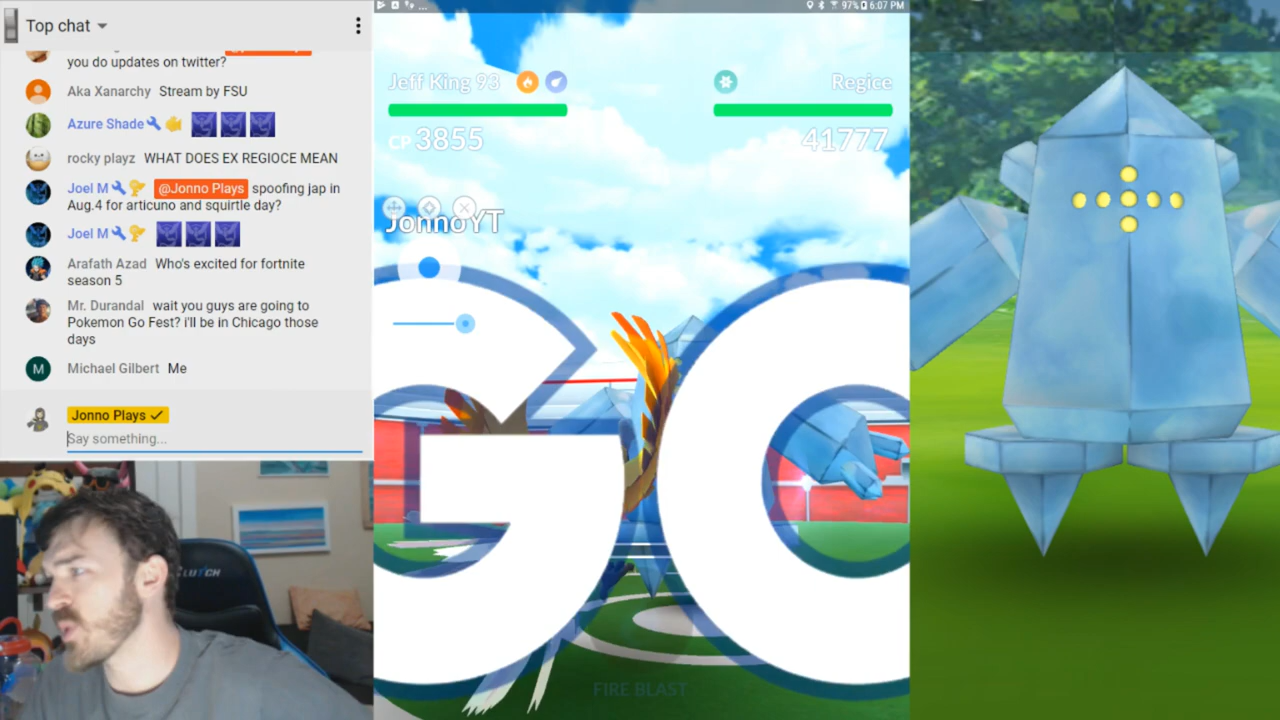 Top chat
you do updates on twitter?
Aka Xanarchy Stream by FSU
Azure Shade
rocky playz WHAT DOES EX REGIOCE MEAN
Joel M @Jonno Plays spoofing jap in
Aug.4 for articuno and squirtle day?
Joel M
Arafath Azad Who's excited for fortnite
season 5
Mr. Durandal wait you guys are going to
Pokemon Go Fest? i'll be in Chicago those
days
M Michael Gilbert Me
Jonno Plays
Say something...
... 97% 6:07 PM
Jeff King 93
Regice
CP 3855
41777
JonnoYT
GO
FIRE BLAST
CLUTCH